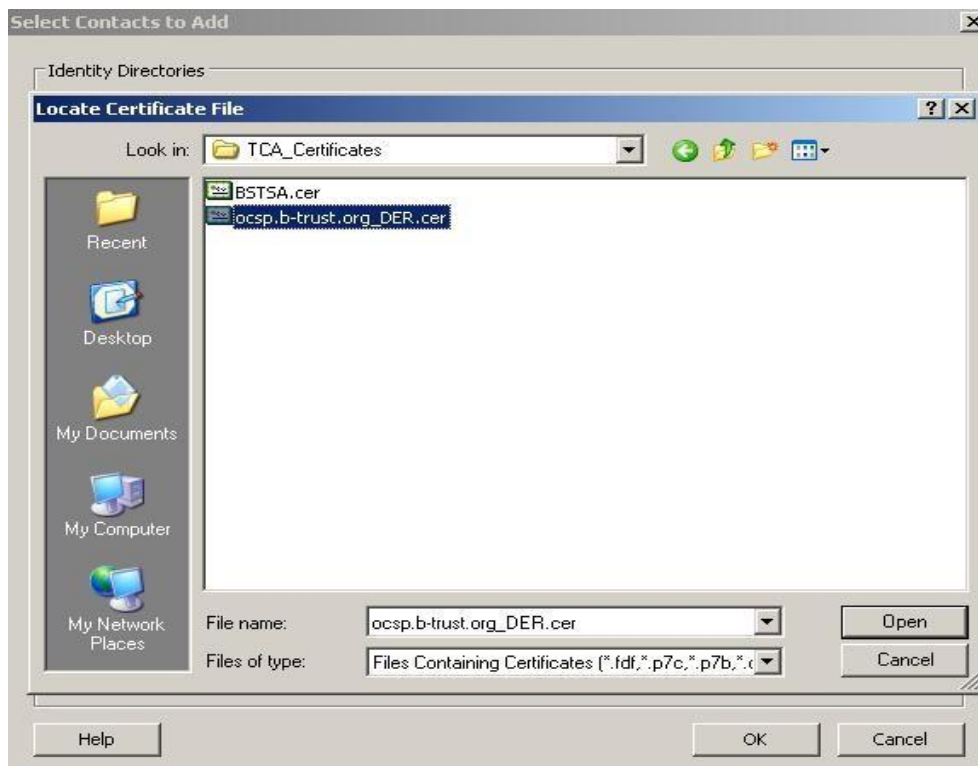 Select Contacts to Add
Identity Directories
Locate Certificate File
Look in: TCA_Certificates
BSTSA.cer
ocsp.b-trust.org_DER.cer
Recent
Desktop
My Documents
My Computer
My Network
Places
File name: ocsp.b-trust.org_DER.cer Open
Files of type: Files Containing Certificates (*.fdf,*.p7c,*.p7b,*. Cancel
Help OK Cancel